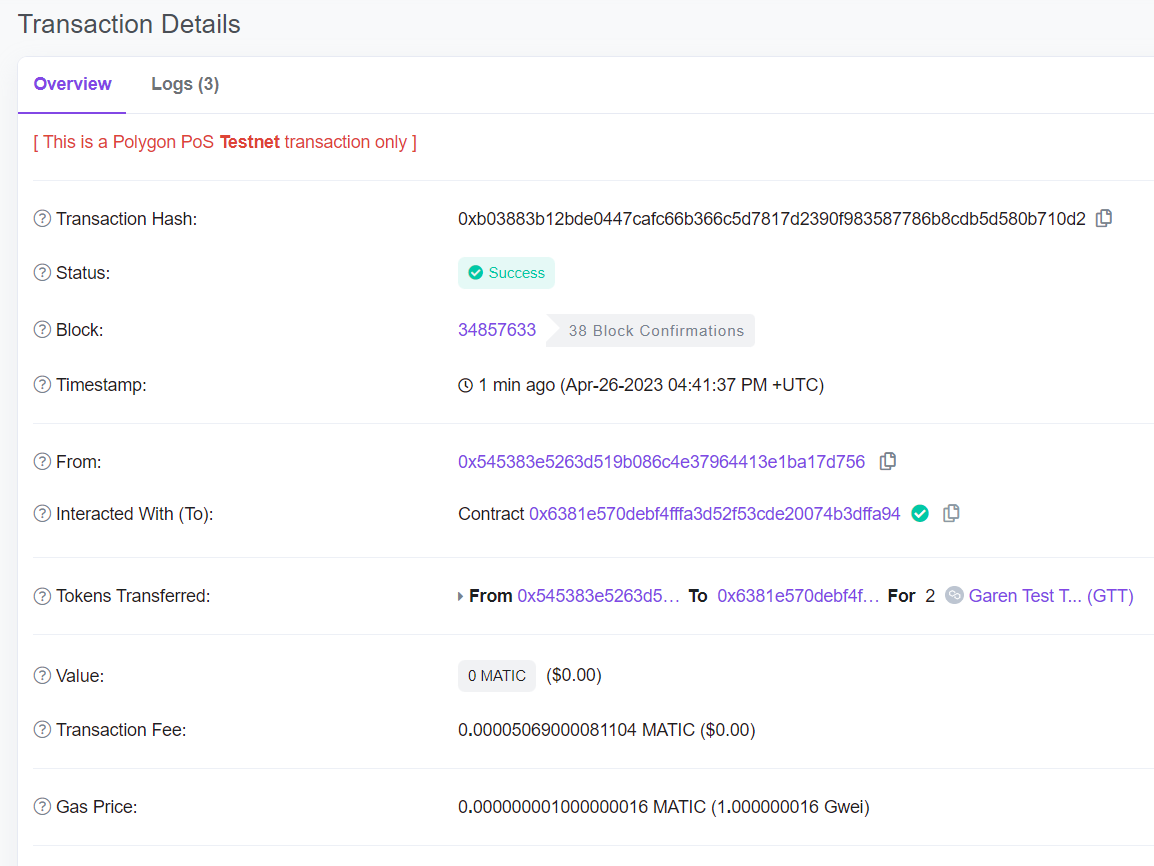 Transaction Details
Overview Logs (3)
[ This is a Polygon PoS Testnet transaction only ]
Transaction Hash: 0xb03883b12bde0447cafc66b366c5d7817d2390f983587786b8cdb5d580b710d2
Status: Success
Block: 34857633 38 Block Confirmations
Timestamp: 1 min ago (Apr-26-2023 04:41:37 PM +UTC)
From: 0x545383e5263d519b086c4e37964413e1ba17d756
Interacted With (To): Contract 0x6381e570debf4fffa3d52f53cde20074b3dffa94
Tokens Transferred: From 0x545383e5263d5... To 0x6381e570debf4f... For 2 Garen Test T... (GTT)
Value: 0 MATIC ($0.00)
Transaction Fee: 0.00005069000081104 MATIC ($0.00)
Gas Price: 0.000000001000000016 MATIC (1.000000016 Gwei)